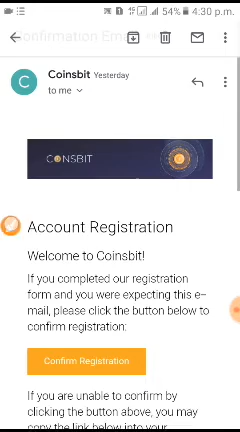 54% 4:30 p.m.
Confirmation Email
C
Coinsbit Yesterday
to me
COINSBIT
Account Registration
Welcome to Coinsbit!
If you completed our registration
form and you were expecting this e-
mail, please click the button below to
confirm registration:
Confirm Registration
If you are unable to confirm by
clicking the button above, you may
copy the link below into your